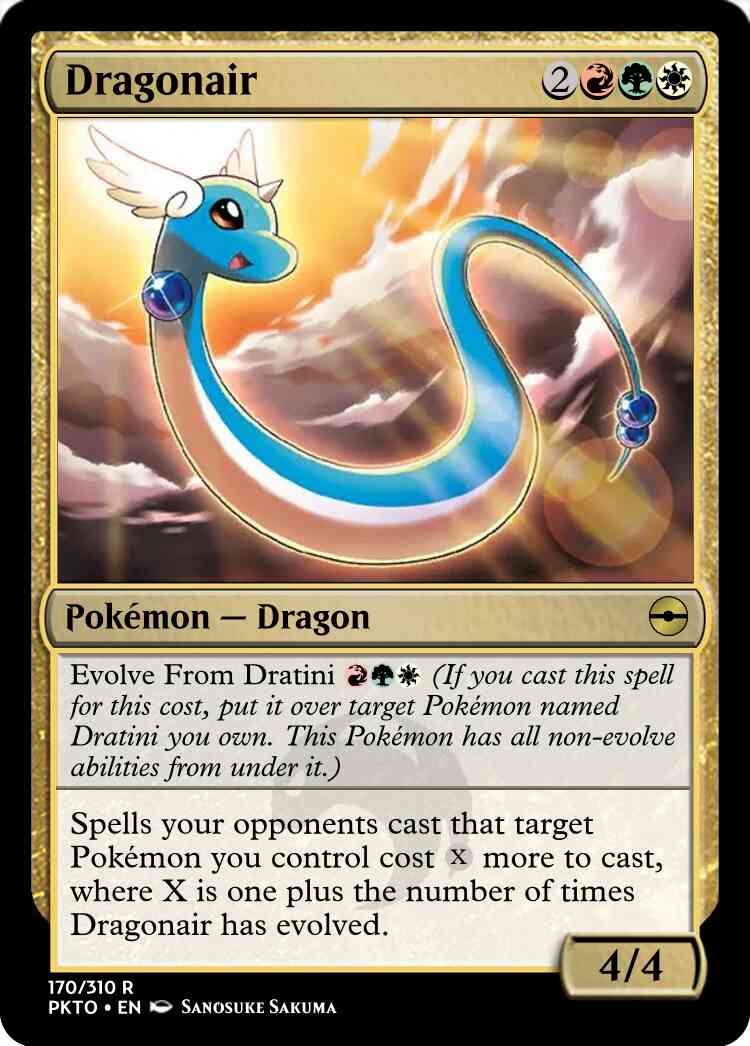 Dragonair 2
Pokémon — Dragon
Evolve From Dratini (If you cast this spell
for this cost, put it over target Pokémon named
Dratini you own. This Pokémon has all non-evolve
abilities from under it.)
Spells your opponents cast that target
Pokémon you control cost X more to cast,
where X is one plus the number of times
Dragonair has evolved.
4/4
170/310 R
PKTO • EN SANOSUKE SAKUMA